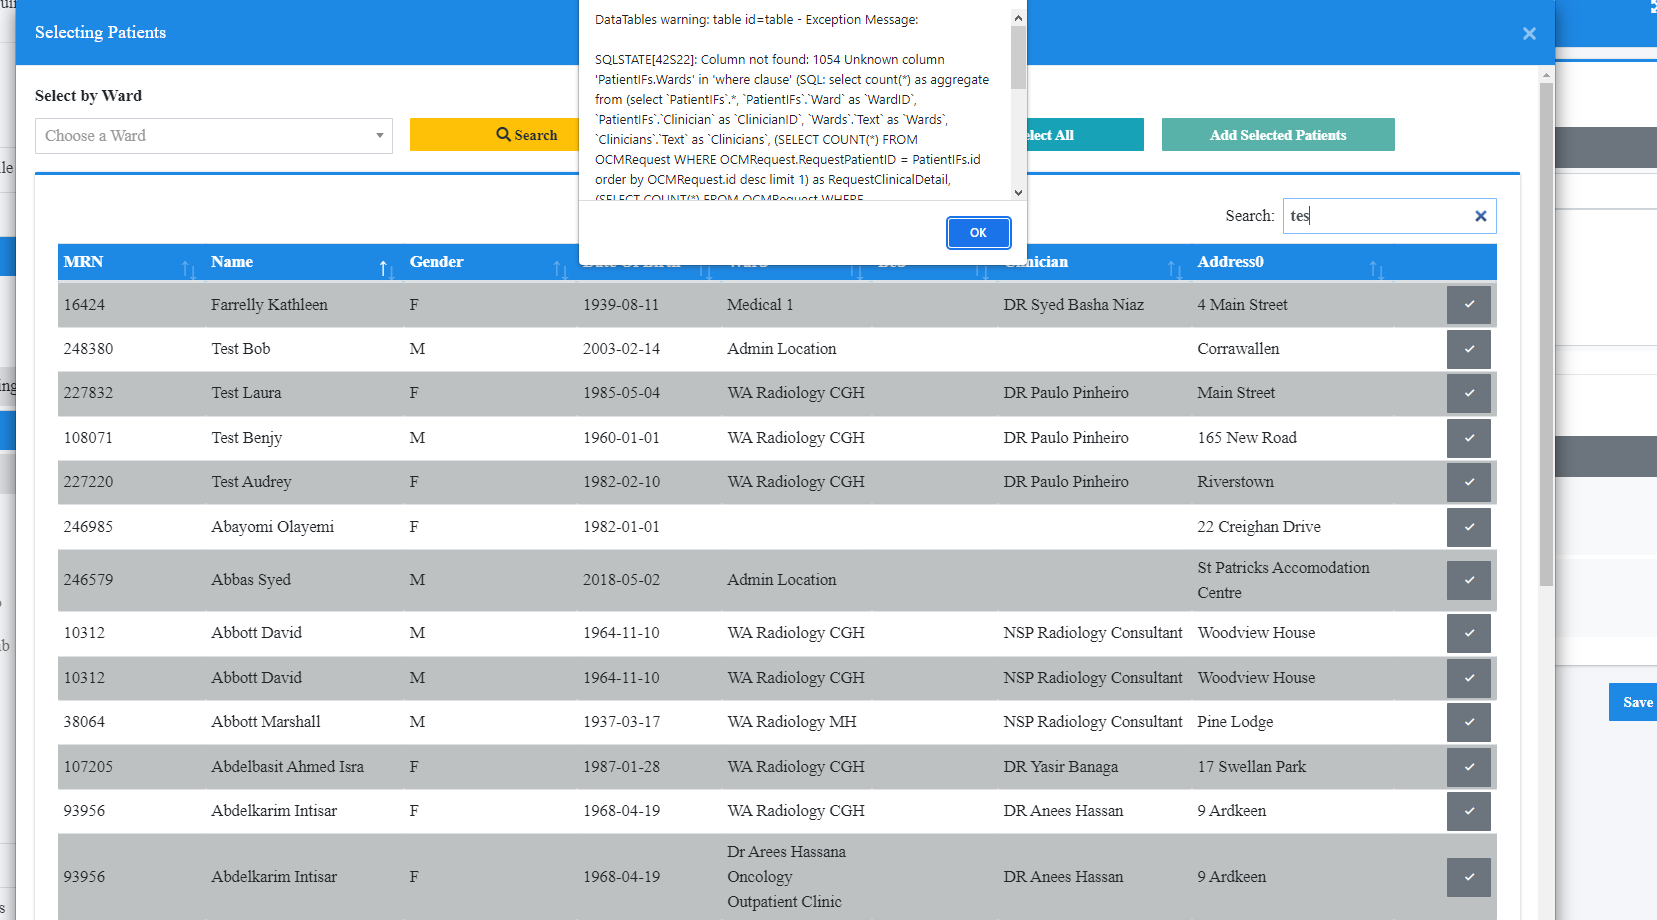 Selecting Patients
DataTables warning: table id=table - Exception Message:
SQLSTATE[42S22]: Column not found: 1054 Unknown column
'PatientIFs.Wards' in 'where clause' (SQL: select count(*) as aggregate
from (select `PatientIFs`.*, `PatientIFs`.`Ward` as `WardID`,
`PatientIFs`.`Clinician` as `ClinicianID`, `Wards`.`Text` as `Wards`,
`Clinicians`.`Text` as `Clinicians`, (SELECT COUNT(*) FROM
OCMRequest WHERE OCMRequest.RequestPatientID = PatientIFs.id
order by OCMRequest.id desc limit 1) as RequestClinicalDetail,
(SELECT COUNT(*) FROM OCMRequest WHERE
OK
Select by Ward
Choose a Ward
Search
elect All
Add Selected Patients
Search: tes
MRN Name Gender Date Of Birth Ward Clinician Address0
16424 Farrelly Kathleen F 1939-08-11 Medical 1 DR Syed Basha Niaz 4 Main Street
248380 Test Bob M 2003-02-14 Admin Location Corrawallen
227832 Test Laura F 1985-05-04 WA Radiology CGH DR Paulo Pinheiro Main Street
108071 Test Benjy M 1960-01-01 WA Radiology CGH DR Paulo Pinheiro 165 New Road
227220 Test Audrey F 1982-02-10 WA Radiology CGH DR Paulo Pinheiro Riverstown
246985 Abayomi Olayemi F 1982-01-01 22 Creighan Drive
246579 Abbas Syed M 2018-05-02 Admin Location St Patricks Accomodation
Centre
10312 Abbott David M 1964-11-10 WA Radiology CGH NSP Radiology Consultant Woodview House
10312 Abbott David M 1964-11-10 WA Radiology CGH NSP Radiology Consultant Woodview House
38064 Abbott Marshall M 1937-03-17 WA Radiology MH NSP Radiology Consultant Pine Lodge
107205 Abdelbasit Ahmed Isra F 1987-01-28 WA Radiology CGH DR Yasir Banaga 17 Swellan Park
93956 Abdelkarim Intisar F 1968-04-19 WA Radiology CGH DR Anees Hassan 9 Ardkeen
93956 Abdelkarim Intisar F 1968-04-19 Dr Arees Hassana
Oncology
Outpatient Clinic DR Anees Hassan 9 Ardkeen
Save